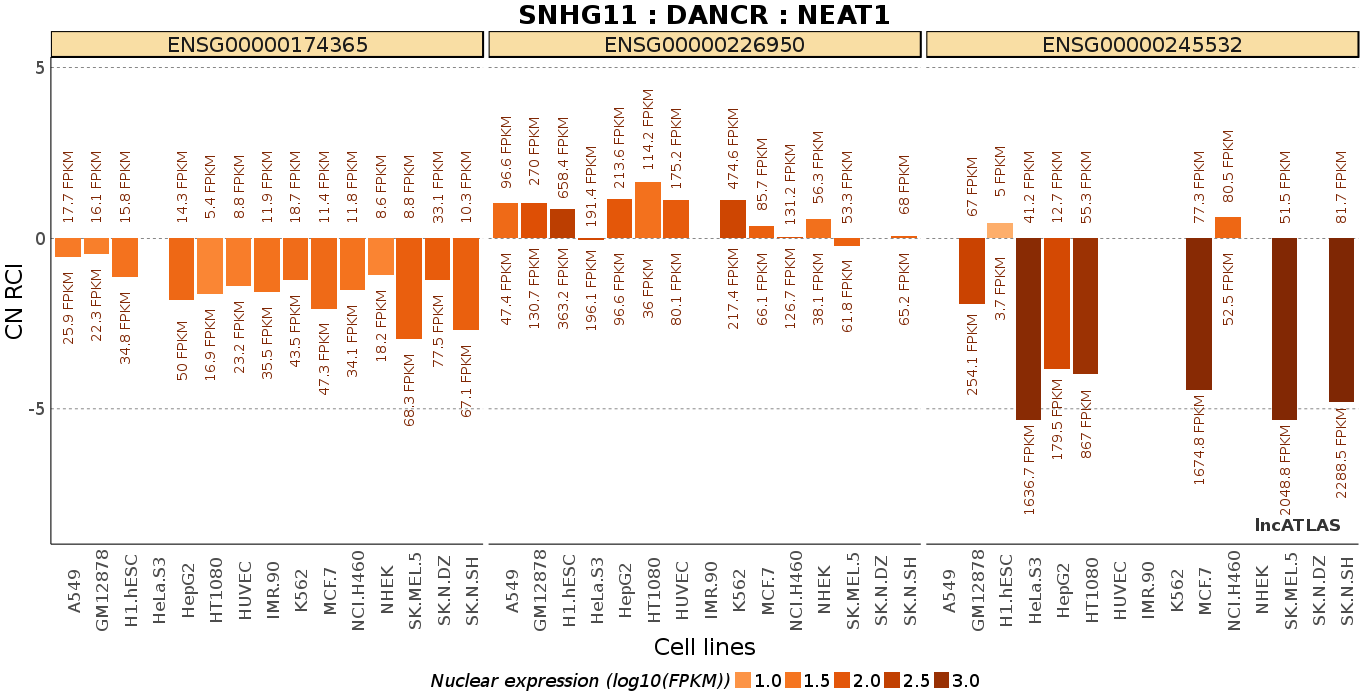 SNHG11 : DANCR : NEAT1
ENSG00000174365 ENSG00000226950 ENSG00000245532
CN RCI
5
0
-5
17.7 FPKM 16.1 FPKM 15.8 FPKM 14.3 FPKM 5.4 FPKM 8.8 FPKM 11.9 FPKM 18.7 FPKM 11.4 FPKM 11.8 FPKM 8.6 FPKM 8.8 FPKM 33.1 FPKM 10.3 FPKM
25.9 FPKM 22.3 FPKM 34.8 FPKM 50 FPKM 16.9 FPKM 23.2 FPKM 35.5 FPKM 43.5 FPKM 47.3 FPKM 34.1 FPKM 18.2 FPKM 68.3 FPKM 77.5 FPKM 67.1 FPKM
96.6 FPKM 270 FPKM 658.4 FPKM 191.4 FPKM 213.6 FPKM 114.2 FPKM 175.2 FPKM 474.6 FPKM 85.7 FPKM 131.2 FPKM 56.3 FPKM 53.3 FPKM 68 FPKM
47.4 FPKM 130.7 FPKM 363.2 FPKM 196.1 FPKM 96.6 FPKM 36 FPKM 80.1 FPKM 217.4 FPKM 66.1 FPKM 126.7 FPKM 38.1 FPKM 61.8 FPKM 65.2 FPKM
67 FPKM 5 FPKM 41.2 FPKM 12.7 FPKM 55.3 FPKM 77.3 FPKM 80.5 FPKM 51.5 FPKM 81.7 FPKM
254.1 FPKM 3.7 FPKM 1636.7 FPKM 179.5 FPKM 867 FPKM 1674.8 FPKM 52.5 FPKM 2048.8 FPKM 2288.5 FPKM
lncATLAS
A549 GM12878 H1.hESC HeLa.S3 HepG2 HT1080 HUVEC IMR.90 K562 MCF.7 NCI.H460 NHEK SK.MEL.5 SK.N.DZ SK.N.SH
A549 GM12878 H1.hESC HeLa.S3 HepG2 HT1080 HUVEC IMR.90 K562 MCF.7 NCI.H460 NHEK SK.MEL.5 SK.N.DZ SK.N.SH
A549 GM12878 H1.hESC HeLa.S3 HepG2 HT1080 HUVEC IMR.90 K562 MCF.7 NCI.H460 NHEK SK.MEL.5 SK.N.DZ SK.N.SH
Cell lines
Nuclear expression (log10(FPKM)) 1.0 1.5 2.0 2.5 3.0